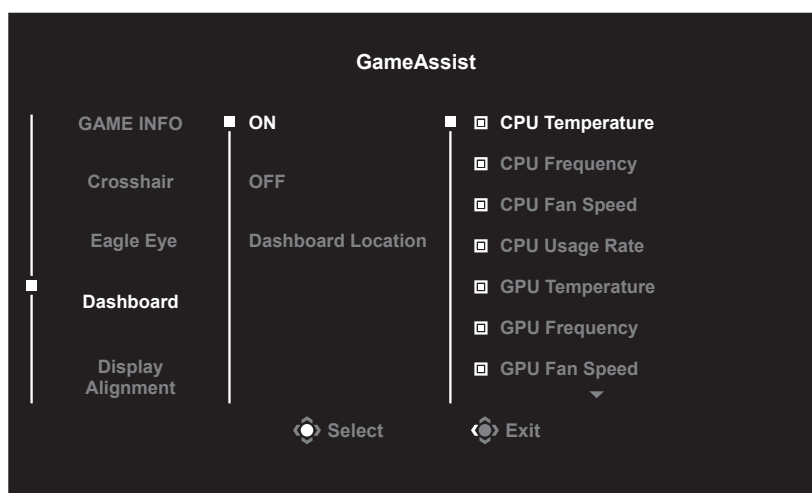 GameAssist
GAME INFO
Crosshair
Eagle Eye
Dashboard
Display
Alignment
ON
OFF
Dashboard Location
CPU Temperature
CPU Frequency
CPU Fan Speed
CPU Usage Rate
GPU Temperature
GPU Frequency
GPU Fan Speed
Select
Exit